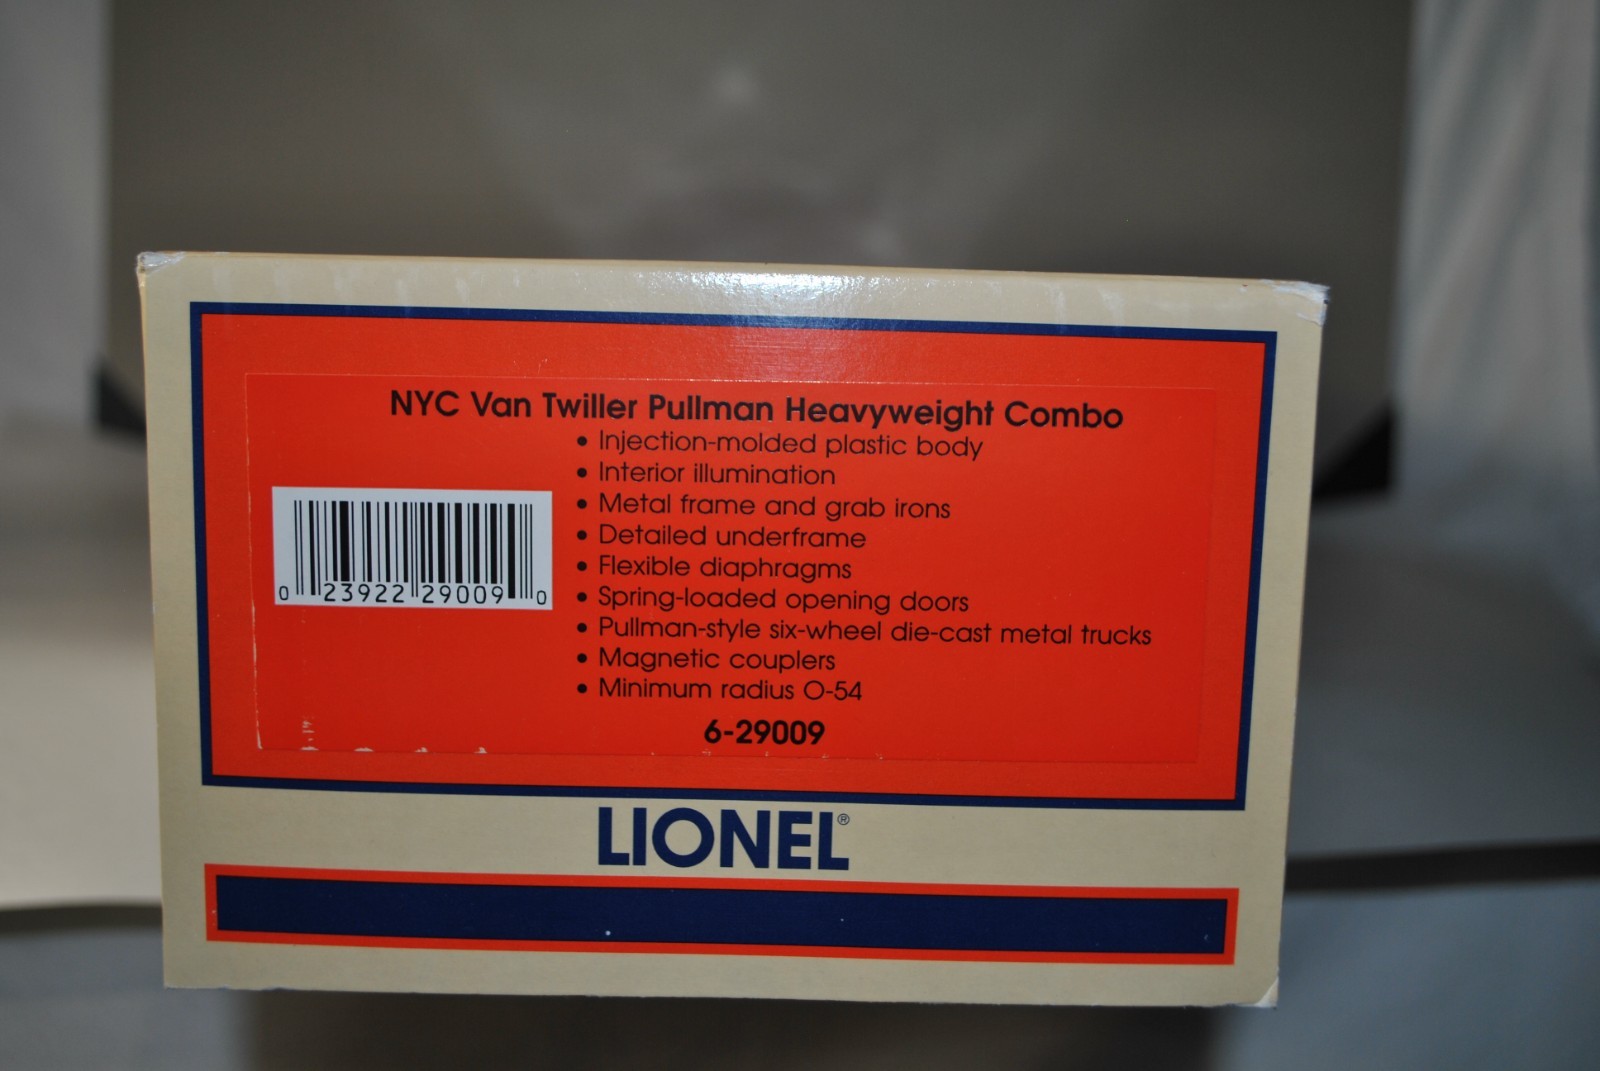 NYC Van Twiller Pullman Heavyweight Combo
• Injection-molded plastic body
• Interior illumination
• Metal frame and grab irons
• Detailed underframe
• Flexible diaphragms
• Spring-loaded opening doors
• Pullman-style six-wheel die-cast metal trucks
• Magnetic couplers
• Minimum radius O-54
0 23922 29009 0
6-29009
LIONEL®